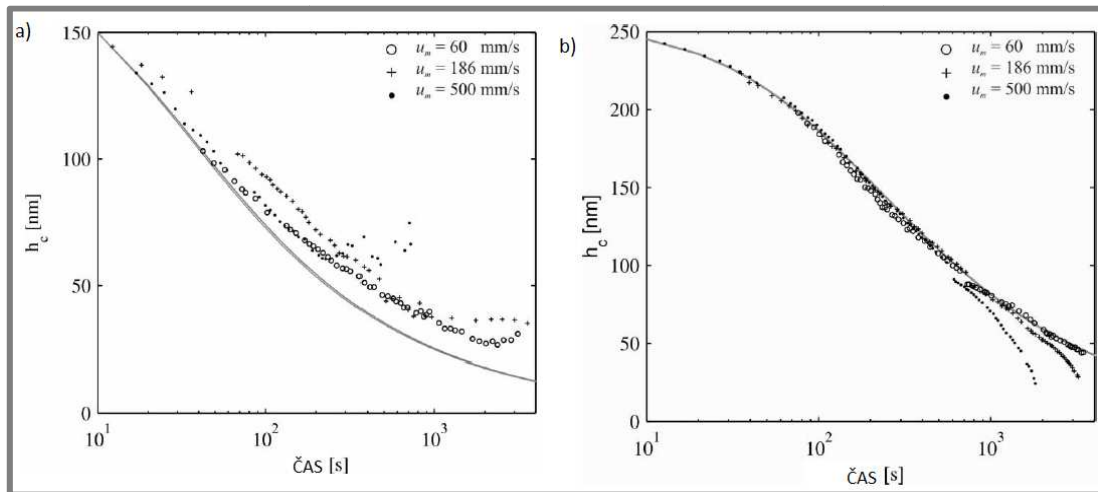 a)
150
100
50
0
h_c [nm]
10^1
10^2
10^3
ČAS [s]
o u_m = 60 mm/s
+ u_m = 186 mm/s
• u_m = 500 mm/s
b)
250
200
150
100
50
0
h_c [nm]
10^1
10^2
10^3
ČAS [s]
o u_m = 60 mm/s
+ u_m = 186 mm/s
• u_m = 500 mm/s